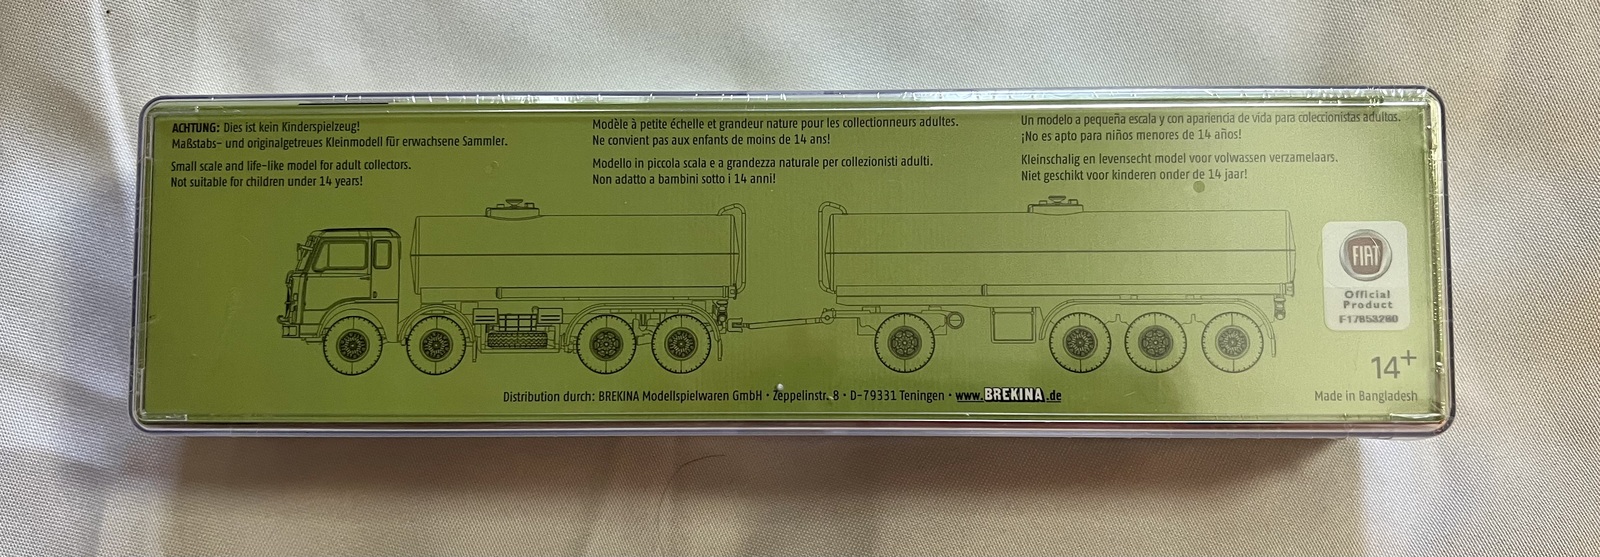 ACHTUNG: Dies ist kein Kinderspielzeug!
Maßstabs- und originalgetreues Kleinmodell für erwachsene Sammler.
Small scale and life-like model for adult collectors.
Not suitable for children under 14 years!
Modèle à petite échelle et grandeur nature pour les collectionneurs adultes.
Ne convient pas aux enfants de moins de 14 ans!
Modello in piccola scala e a grandezza naturale per collezionisti adulti.
Non adatto a bambini sotto i 14 anni!
Un modelo a pequeña escala y con apariencia de vida para coleccionistas adultos.
¡No es apto para niños menores de 14 años!
Kleinschalig en levensecht model voor volwassen verzamelaars.
Niet geschikt voor kinderen onder de 14 jaar!
FIAT
Official
Product
F17853280
14+
Distribution durch: BREKINA Modellspielwaren GmbH · Zeppelinstr. 8 · D-79331 Teningen · www.BREKINA.de
Made in Bangladesh